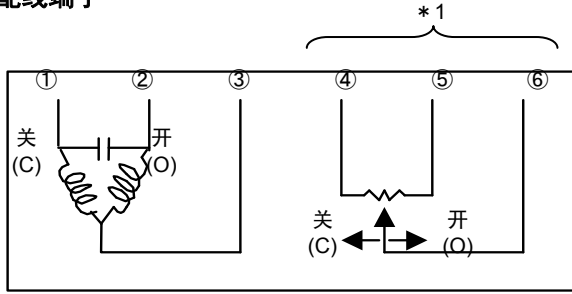 配线端子
*1
① ② ③ ④ ⑤ ⑥
关 开 (C) (O)
关 开 (C) (O)